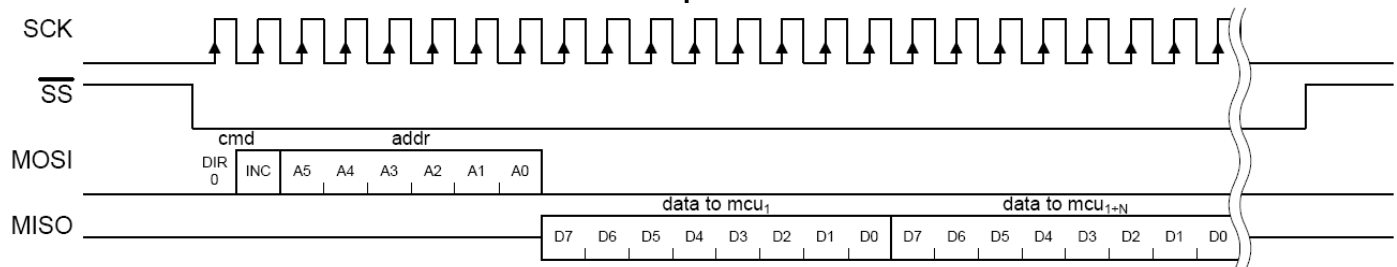 SCK
SS
cmd addr
MOSI DIR 0 INC A5 A4 A3 A2 A1 A0
data to mcu1 data to mcu1+N
MISO D7 D6 D5 D4 D3 D2 D1 D0 D7 D6 D5 D4 D3 D2 D1 D0